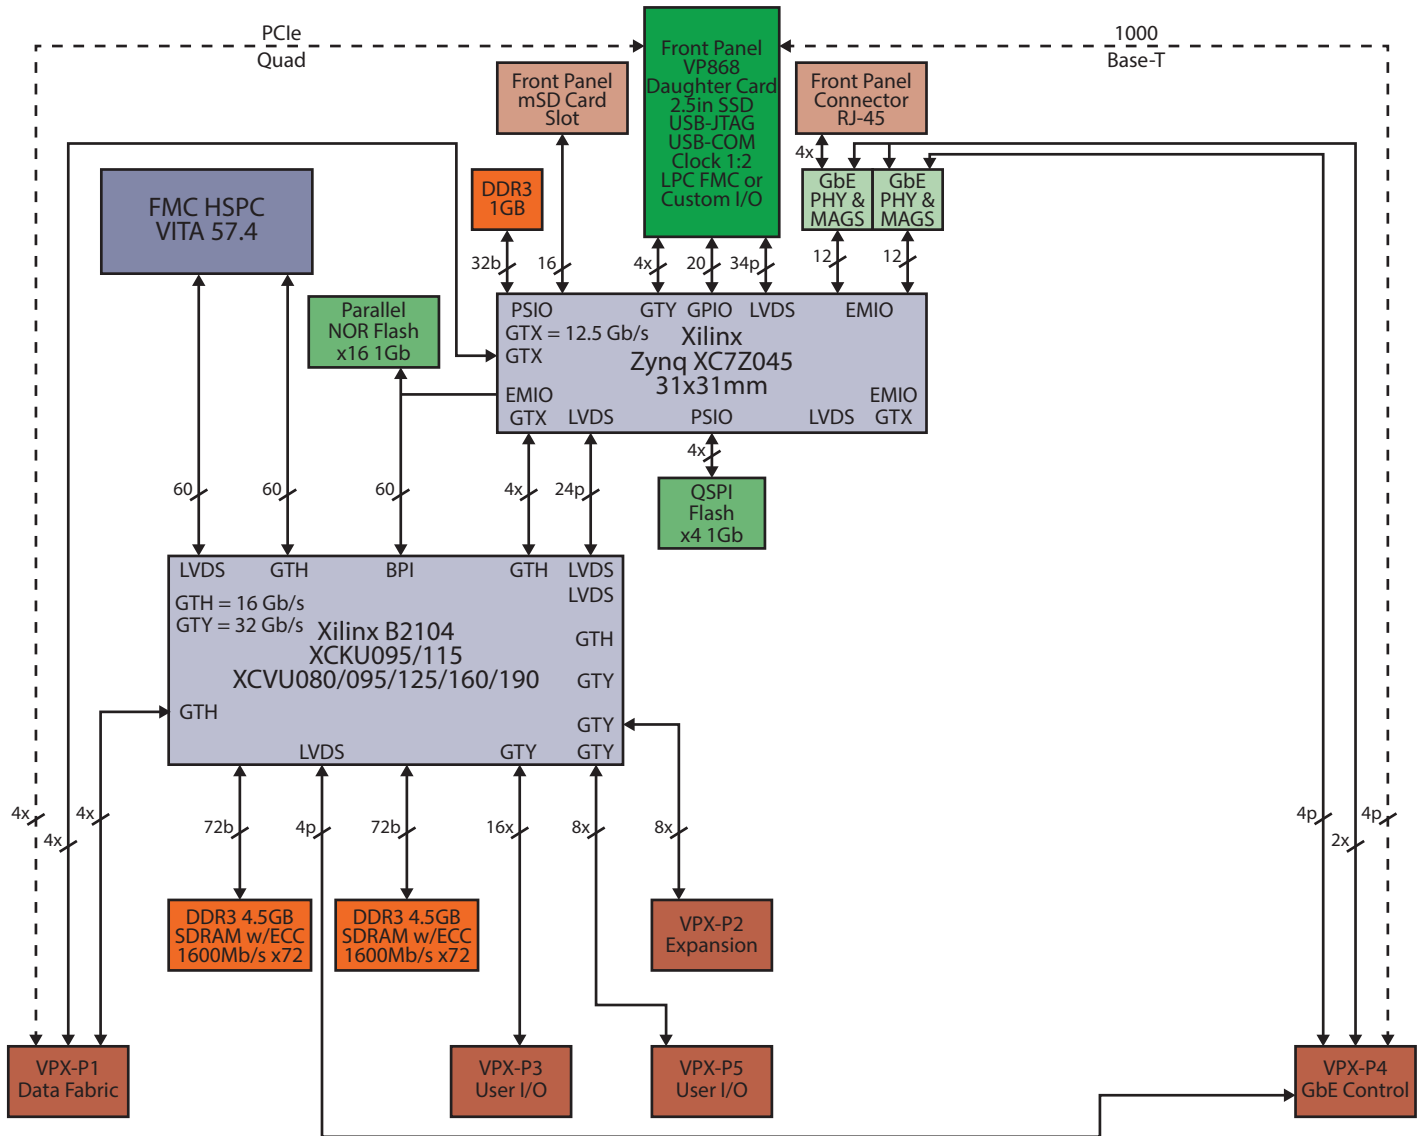 PCIe
Quad
1000
Base-T
Front Panel
VP868
Daughter Card
2.5in SSD
USB-JTAG
USB-COM
Clock 1:2
LPC FMC or
Custom I/O
Front Panel
mSD Card
Slot
Front Panel
Connector
RJ-45
4x
FMC HSPC
VITA 57.4
DDR3
1GB
GbE
PHY &
MAGS
GbE
PHY &
MAGS
32b
16
4x
20
34p
12
12
Parallel
NOR Flash
x16 1Gb
PSIO
GTY
GPIO
LVDS
EMIO
GTX = 12.5 Gb/s
GTX
Xilinx
Zynq XC7Z045
31x31mm
EMIO
GTX
LVDS
PSIO
LVDS
EMIO
GTX
4x
QSPI
Flash
x4 1Gb
60
60
60
4x
24p
LVDS
GTH
BPI
GTH
LVDS
LVDS
GTH = 16 Gb/s
GTY = 32 Gb/s
Xilinx B2104
XCKU095/115
XCVU080/095/125/160/190
GTH
GTY
GTH
GTY
LVDS
GTY
GTY
4x
4x
4x
72b
4p
72b
16x
8x
8x
4p
2x
4p
DDR3 4.5GB
SDRAM w/ECC
1600Mb/s x72
DDR3 4.5GB
SDRAM w/ECC
1600Mb/s x72
VPX-P2
Expansion
VPX-P1
Data Fabric
VPX-P3
User I/O
VPX-P5
User I/O
VPX-P4
GbE Control